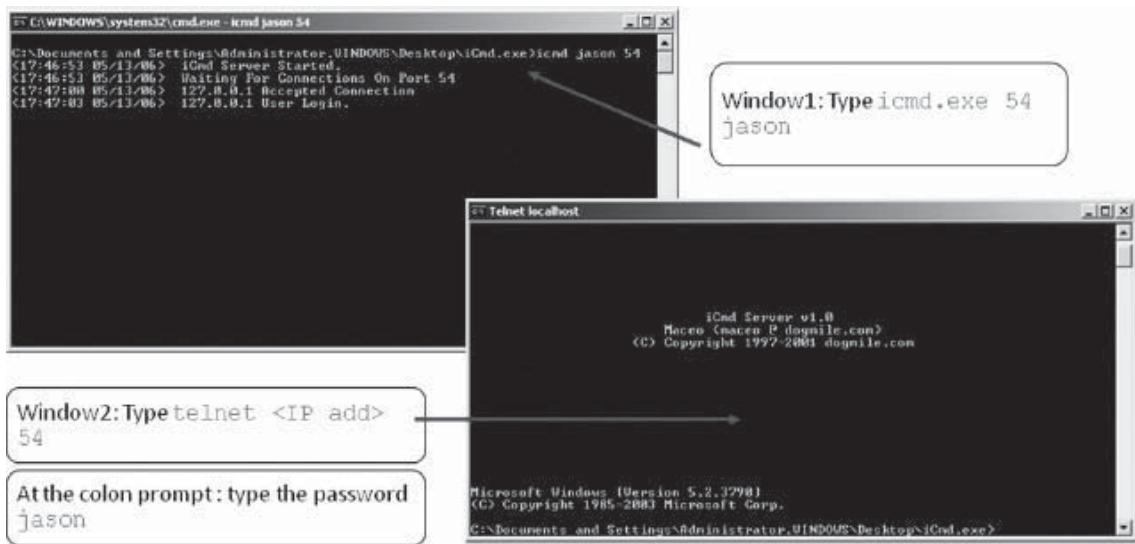 C:\WINDOWS\system32\cmd.exe - icmd jason 54
C:\Documents and Settings\Administrator.WINDOWS\Desktop\iCmd.exe>icmd jason 54
<17:46:53 05/13/06> iCmd Server Started.
<17:46:53 05/13/06> Waiting For Connections On Port 54
<17:47:00 05/13/06> 127.0.0.1 Accepted Connection
<17:47:03 05/13/06> 127.0.0.1 User Login.
Window1: Type icmd.exe 54
jason
Telnet localhost
iCmd Server v1.0
Maceo (maceo @ dogmile.com)
(C) Copyright 1997-2001 dogmile.com
Window2: Type telnet <IP add>
54
At the colon prompt : type the password
jason
Microsoft Windows [Version 5.2.3790]
(C) Copyright 1985-2003 Microsoft Corp.
C:\Documents and Settings\Administrator.WINDOWS\Desktop\iCmd.exe>